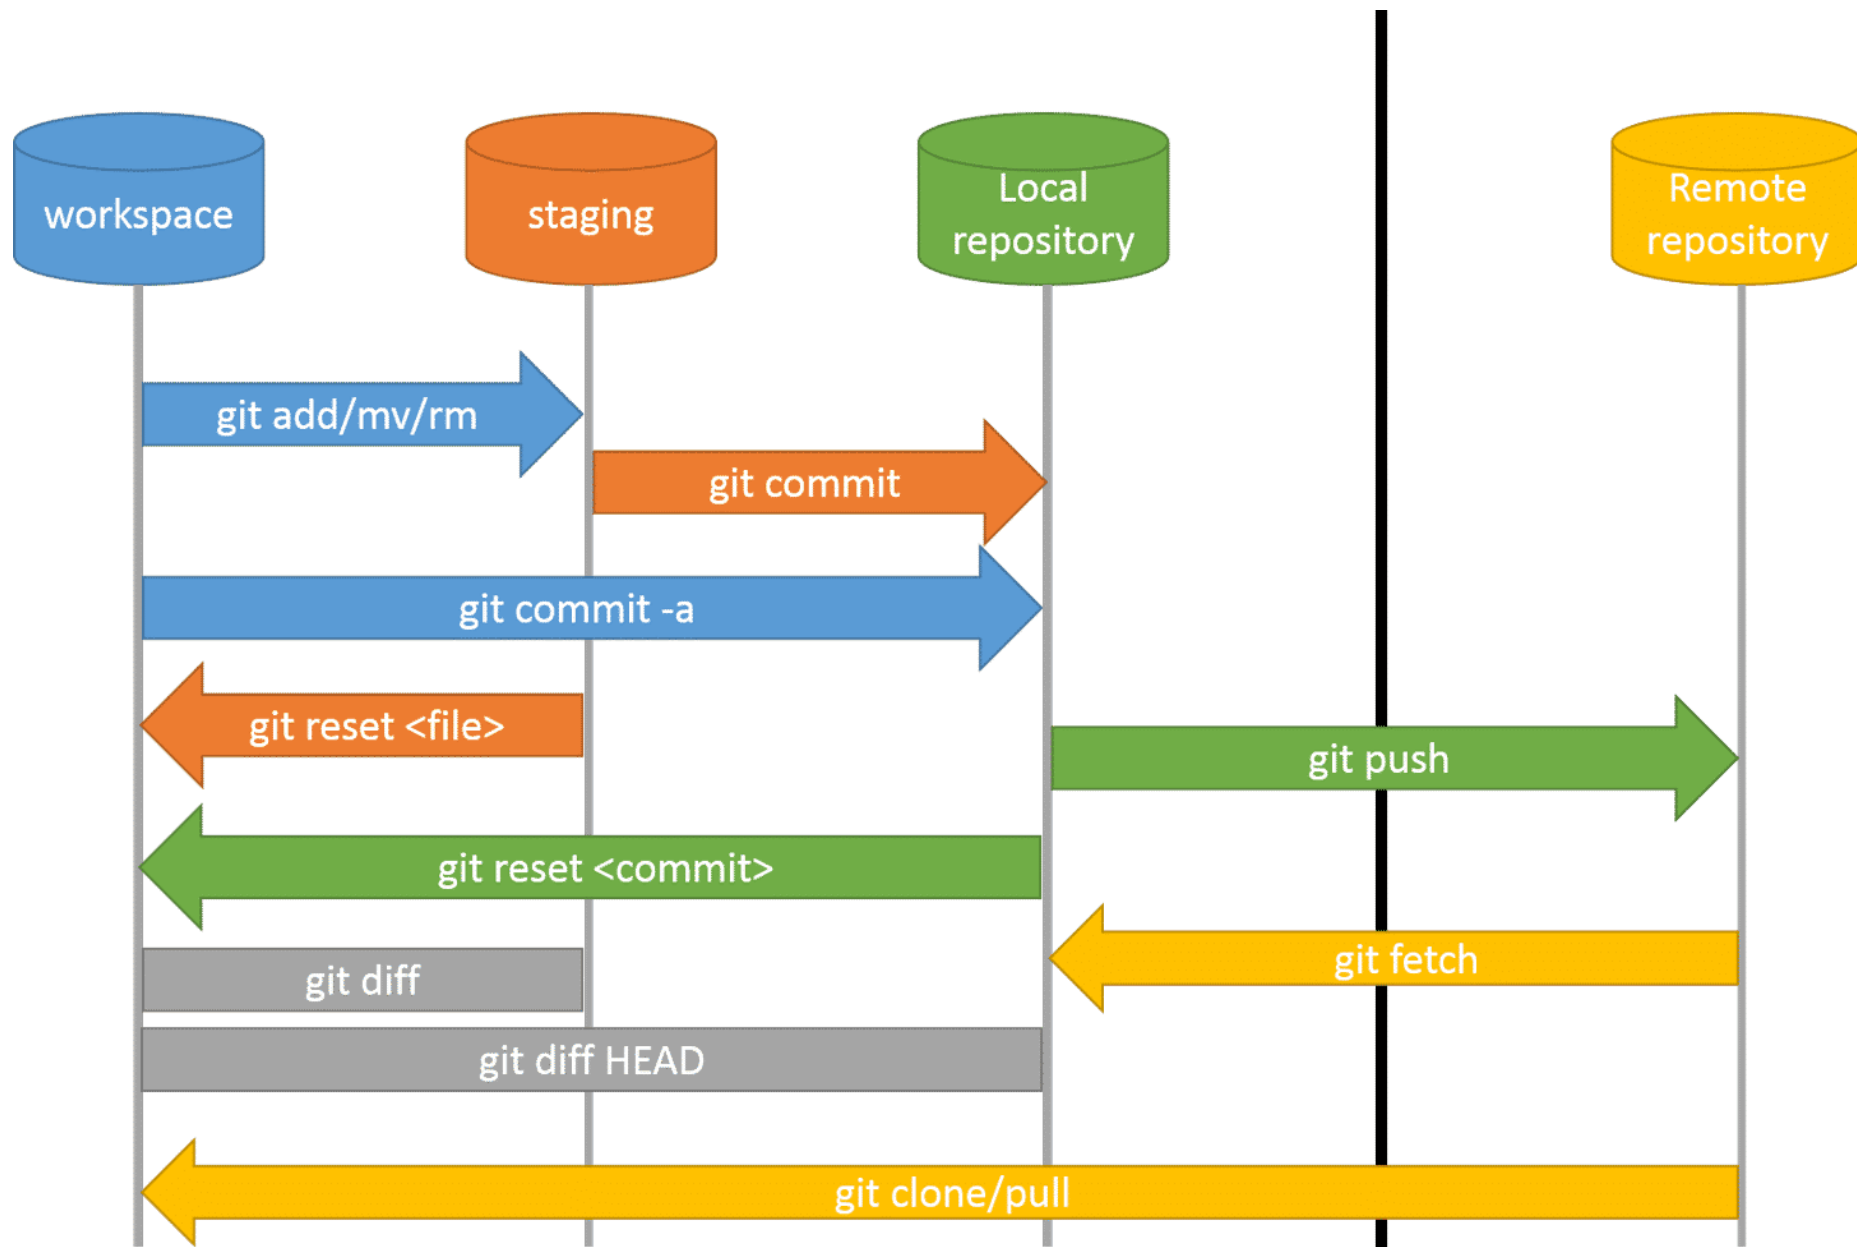 workspace
staging
Local
repository
Remote
repository
git add/mv/rm
git commit
git commit -a
git reset <file>
git push
git reset <commit>
git fetch
git diff
git diff HEAD
git clone/pull